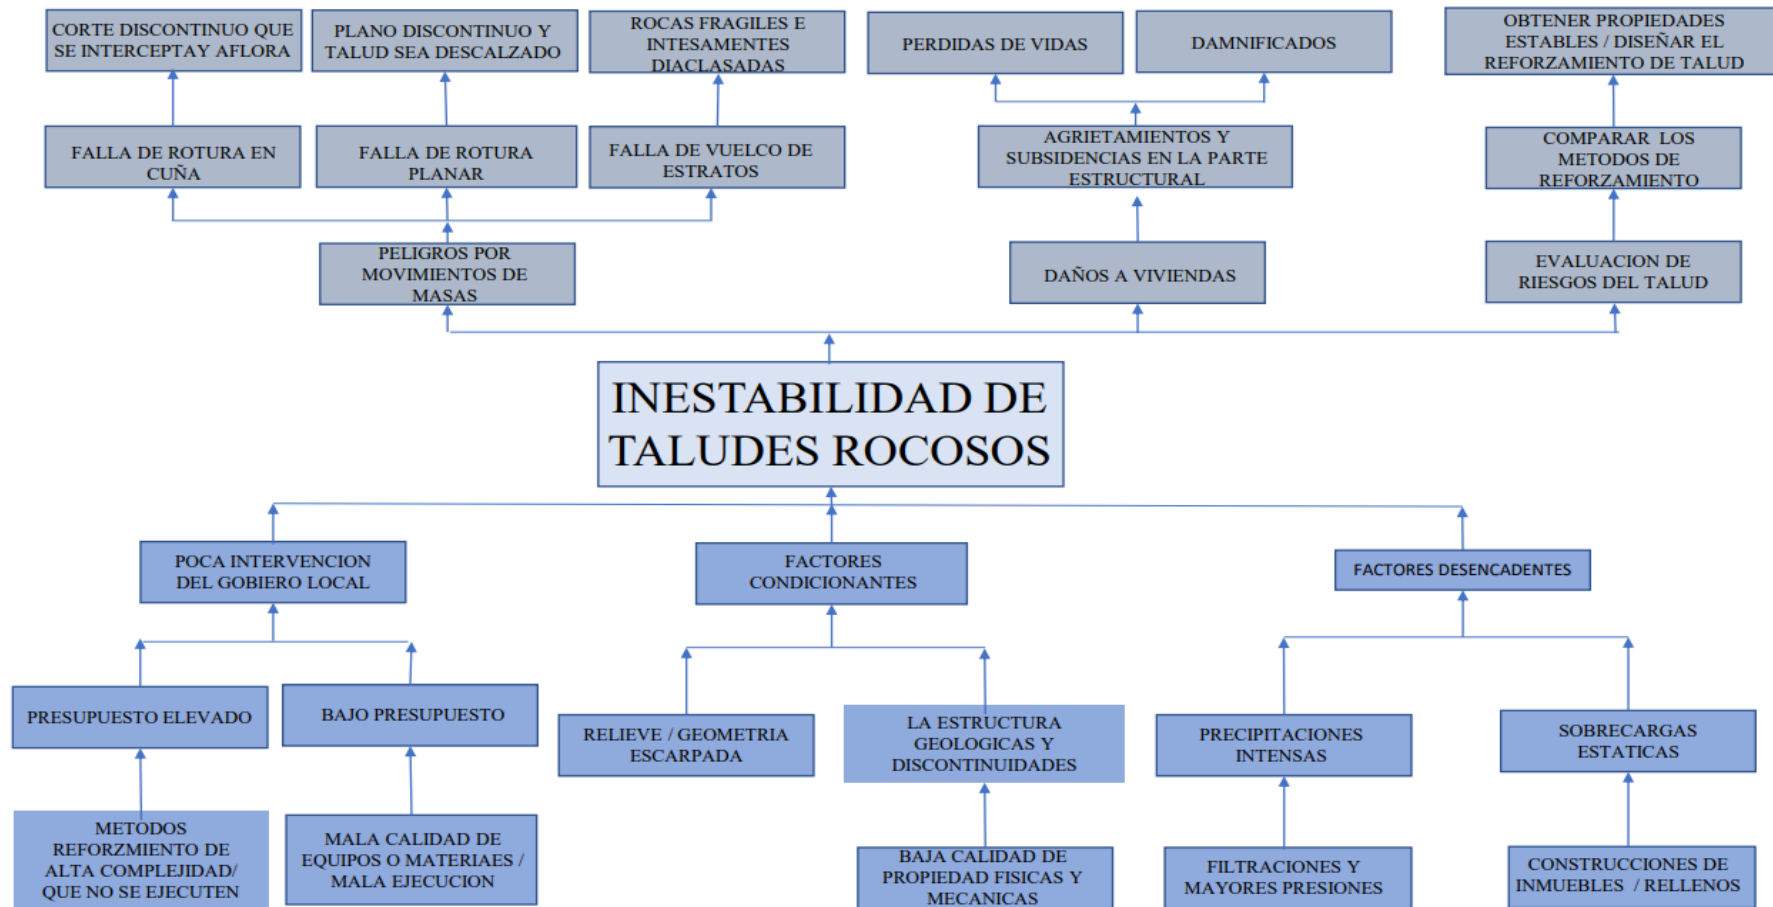 CORTE DISCONTINUO QUE
SE INTERCEPTAY AFLORA
PLANO DISCONTINUO Y
TALUD SEA DESCALZADO
ROCAS FRAGILES E
INTESAMENTES
DIACLASADAS
PERDIDAS DE VIDAS
DAMNIFICADOS
OBTENER PROPIEDADES
ESTABLES / DISEÑAR EL
REFORZAMIENTO DE TALUD
FALLA DE ROTURA EN
CUÑA
FALLA DE ROTURA
PLANAR
FALLA DE VUELCO DE
ESTRATOS
AGRIETAMIENTOS Y
SUBSIDENCIAS EN LA PARTE
ESTRUCTURAL
COMPARAR LOS
METODOS DE
REFORZAMIENTO
PELIGROS POR
MOVIMIENTOS DE
MASAS
DAÑOS A VIVIENDAS
EVALUACION DE
RIESGOS DEL TALUD
INESTABILIDAD DE
TALUDES ROCOSOS
POCA INTERVENCION
DEL GOBIERO LOCAL
FACTORES
CONDICIONANTES
FACTORES DESENCADENTES
PRESUPUESTO ELEVADO
BAJO PRESUPUESTO
RELIEVE / GEOMETRIA
ESCARPADA
LA ESTRUCTURA
GEOLOGICAS Y
DISCONTINUIDADES
PRECIPITACIONES
INTENSAS
SOBRECARGAS
ESTATICAS
METODOS
REFORZMIENTO DE
ALTA COMPLEJIDAD/
QUE NO SE EJECUTEN
MALA CALIDAD DE
EQUIPOS O MATERIAES /
MALA EJECUCION
BAJA CALIDAD DE
PROPIEDAD FISICAS Y
MECANICAS
FILTRACIONES Y
MAYORES PRESIONES
CONSTRUCCIONES DE
INMUEBLES / RELLENOS